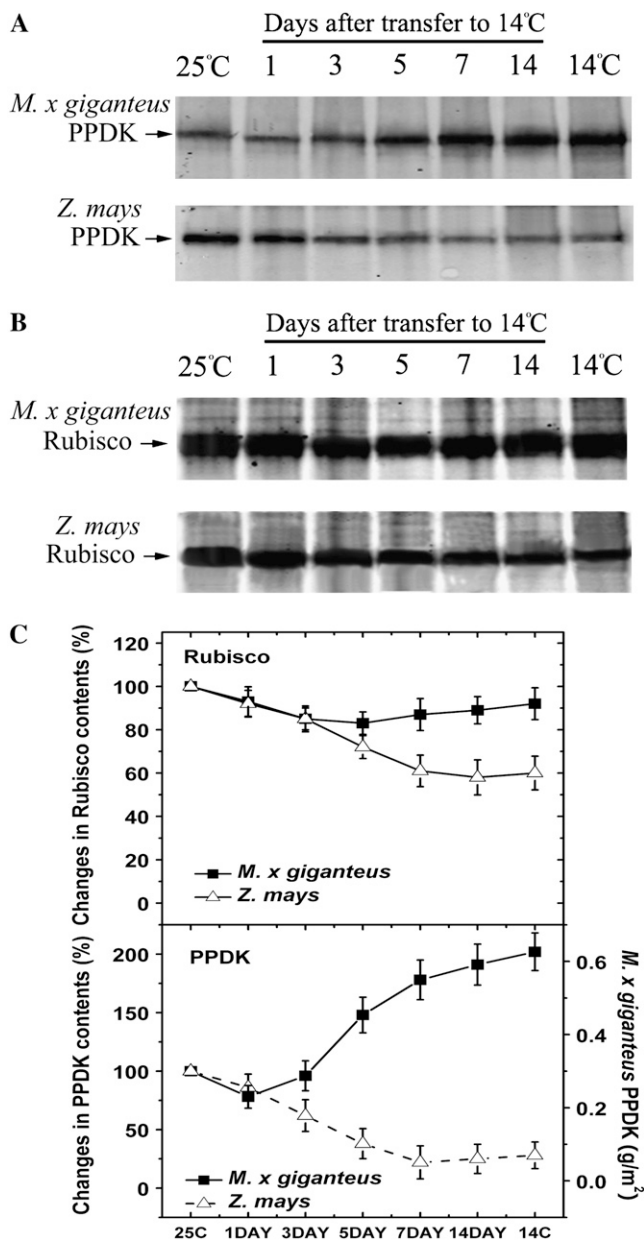 A
Days after transfer to 14°C
25°C 1 3 5 7 14 14°C
M. x giganteus
PPDK
Z. mays
PPDK
B
Days after transfer to 14°C
25°C 1 3 5 7 14 14°C
M. x giganteus
Rubisco
Z. mays
Rubisco
C
Changes in Rubisco contents (%)
120
100
80
60
40
20
0
Rubisco
M. x giganteus
Z. mays
Changes in PPDK contents (%)
200
150
100
50
0
PPDK
M. x giganteus
Z. mays
0.6
0.4
0.2
0.0
M. x giganteus PPDK (g/m²)
25C 1DAY 3DAY 5DAY 7DAY 14DAY 14C